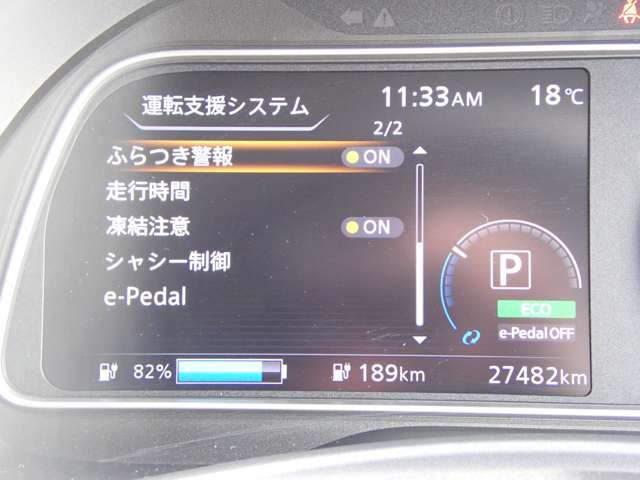 運転支援システム
11:33AM
18℃
2/2
ふらつき警報 ON
走行時間
凍結注意 ON
シャシー制御
e-Pedal
P
ECO
e-Pedal OFF
82%
189km
27482km